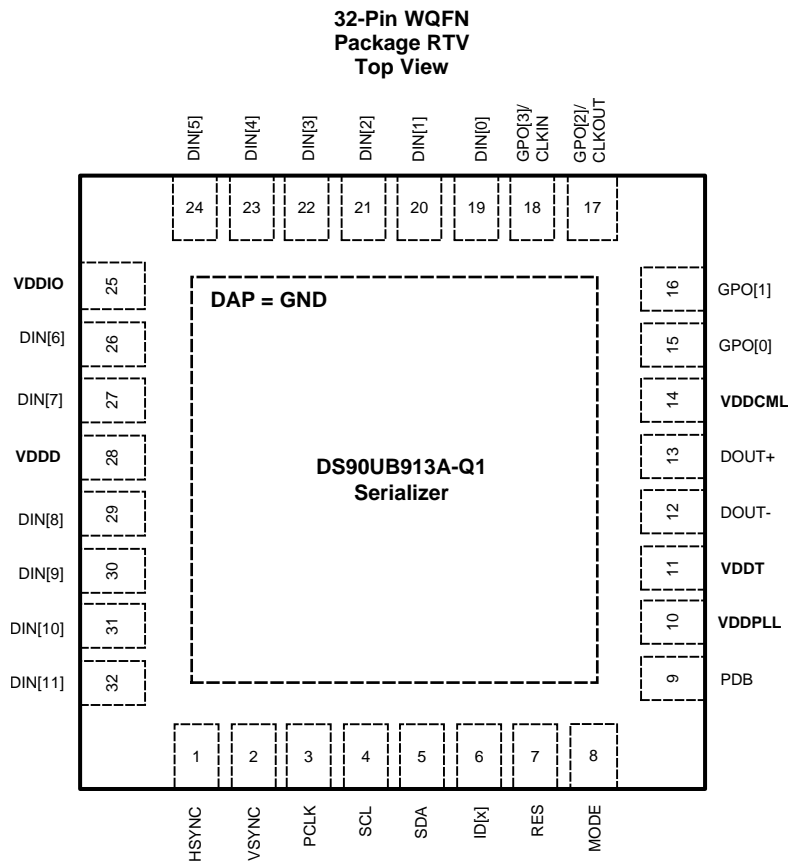 32-Pin WQFN
Package RTV
Top View
DIN[5]
DIN[4]
DIN[3]
DIN[2]
DIN[1]
DIN[0]
GPO[3]/
CLKIN
GPO[2]/
CLKOUT
24
23
22
21
20
19
18
17
VDDIO
25
DIN[6]
26
DIN[7]
27
VDDD
28
DIN[8]
29
DIN[9]
30
DIN[10]
31
DIN[11]
32
DAP = GND
DS90UB913A-Q1
Serializer
16
GPO[1]
15
GPO[0]
14
VDDCML
13
DOUT+
12
DOUT-
11
VDDT
10
VDDPLL
9
PDB
1
2
3
4
5
6
7
8
HSYNC
VSYNC
PCLK
SCL
SDA
ID[x]
RES
MODE